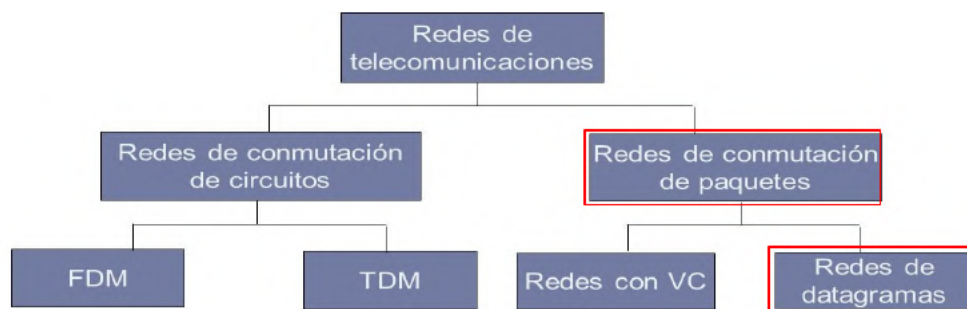 Redes de
telecomunicaciones
Redes de conmutación
de circuitos
Redes de conmutación
de paquetes
FDM
TDM
Redes con VC
Redes de
datagramas